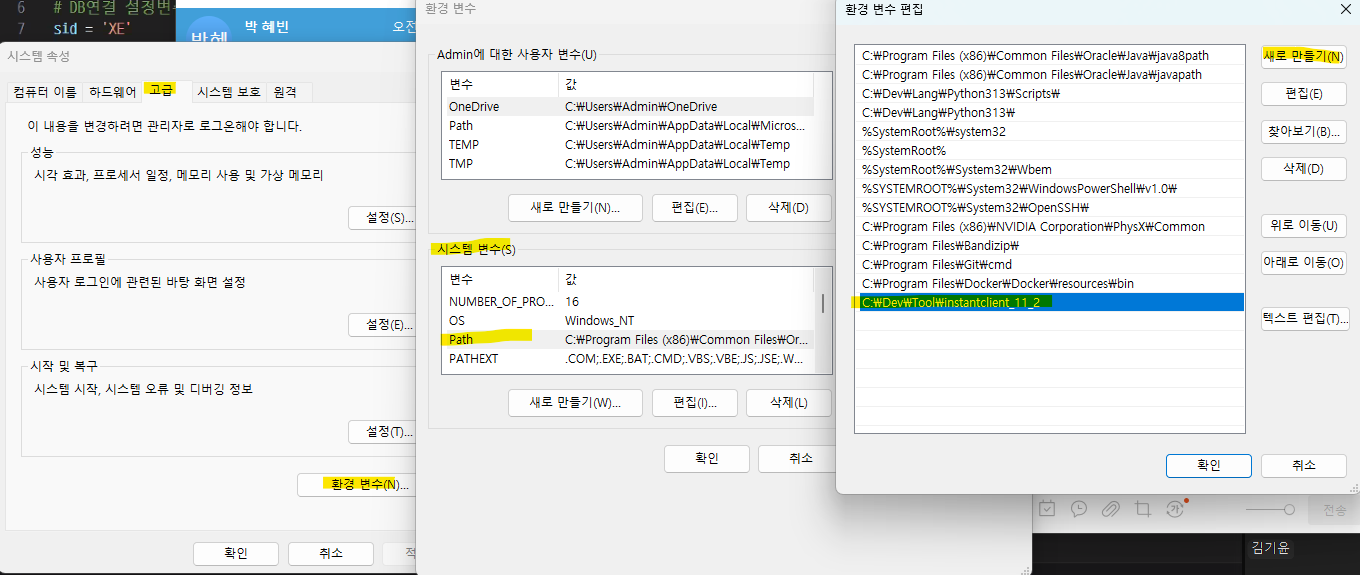 6 # DB연결 설정변수
7 sid = 'XE'
박혜
박 혜빈
오전
시스템 속성
컴퓨터 이름 하드웨어 고급 시스템 보호 원격
이 내용을 변경하려면 관리자로 로그온해야 합니다.
성능
시각 효과, 프로세서 일정, 메모리 사용 및 가상 메모리
설정(S)...
사용자 프로필
사용자 로그인에 관련된 바탕 화면 설정
설정(E)...
시작 및 복구
시스템 시작, 시스템 오류 및 디버깅 정보
설정(T)...
환경 변수(N)...
확인 취소 적
환경 변수
Admin에 대한 사용자 변수(U)
변수 값
OneDrive C:₩Users₩Admin₩OneDrive
Path C:₩Users₩Admin₩AppData₩Local₩Micros...
TEMP C:₩Users₩Admin₩AppData₩Local₩Temp
TMP C:₩Users₩Admin₩AppData₩Local₩Temp
새로 만들기(N)... 편집(E)... 삭제(D)
시스템 변수(S)
변수 값
NUMBER_OF_PRO... 16
OS Windows_NT
Path C:₩Program Files (x86)₩Common Files₩Or...
PATHEXT .COM;.EXE;.BAT;.CMD;.VBS;.VBE;.JS;.JSE;.W...
새로 만들기(W)... 편집(I)... 삭제(L)
확인 취소
환경 변수 편집
C:₩Program Files (x86)₩Common Files₩Oracle₩Java₩java8path
C:₩Program Files (x86)₩Common Files₩Oracle₩Java₩javapath
C:₩Dev₩Lang₩Python313₩Scripts₩
C:₩Dev₩Lang₩Python313₩
%SystemRoot%₩system32
%SystemRoot%
%SystemRoot%₩System32₩Wbem
%SYSTEMROOT%₩System32₩WindowsPowerShell₩v1.0₩
%SYSTEMROOT%₩System32₩OpenSSH₩
C:₩Program Files (x86)₩NVIDIA Corporation₩PhysX₩Common
C:₩Program Files₩Bandizip₩
C:₩Program Files₩Git₩cmd
C:₩Program Files₩Docker₩Docker₩resources₩bin
C:₩Dev₩Tool₩instantclient_11_2
새로 만들기(N)
편집(E)
찾아보기(B)...
삭제(D)
위로 이동(U)
아래로 이동(O)
텍스트 편집(T)...
확인 취소
가
전송
김기윤